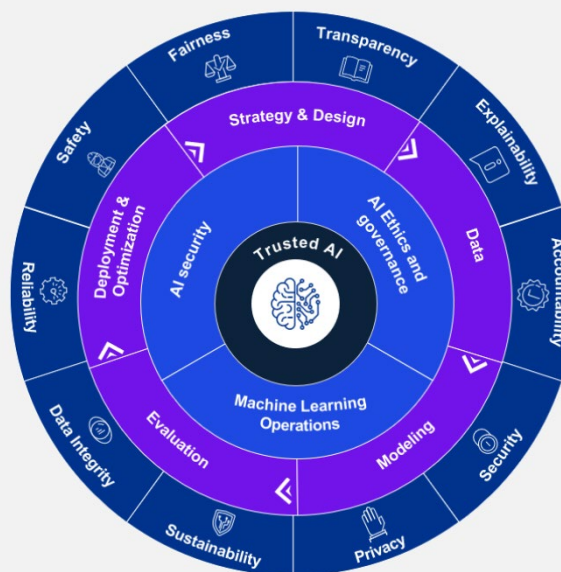 Fairness
Transparency
Explainability
Accountability
Security
Privacy
Sustainability
Data Integrity
Reliability
Safety
Strategy & Design
Data
Modeling
Evaluation
Deployment &
Optimization
AI security
AI Ethics and
governance
Machine Learning
Operations
Trusted AI